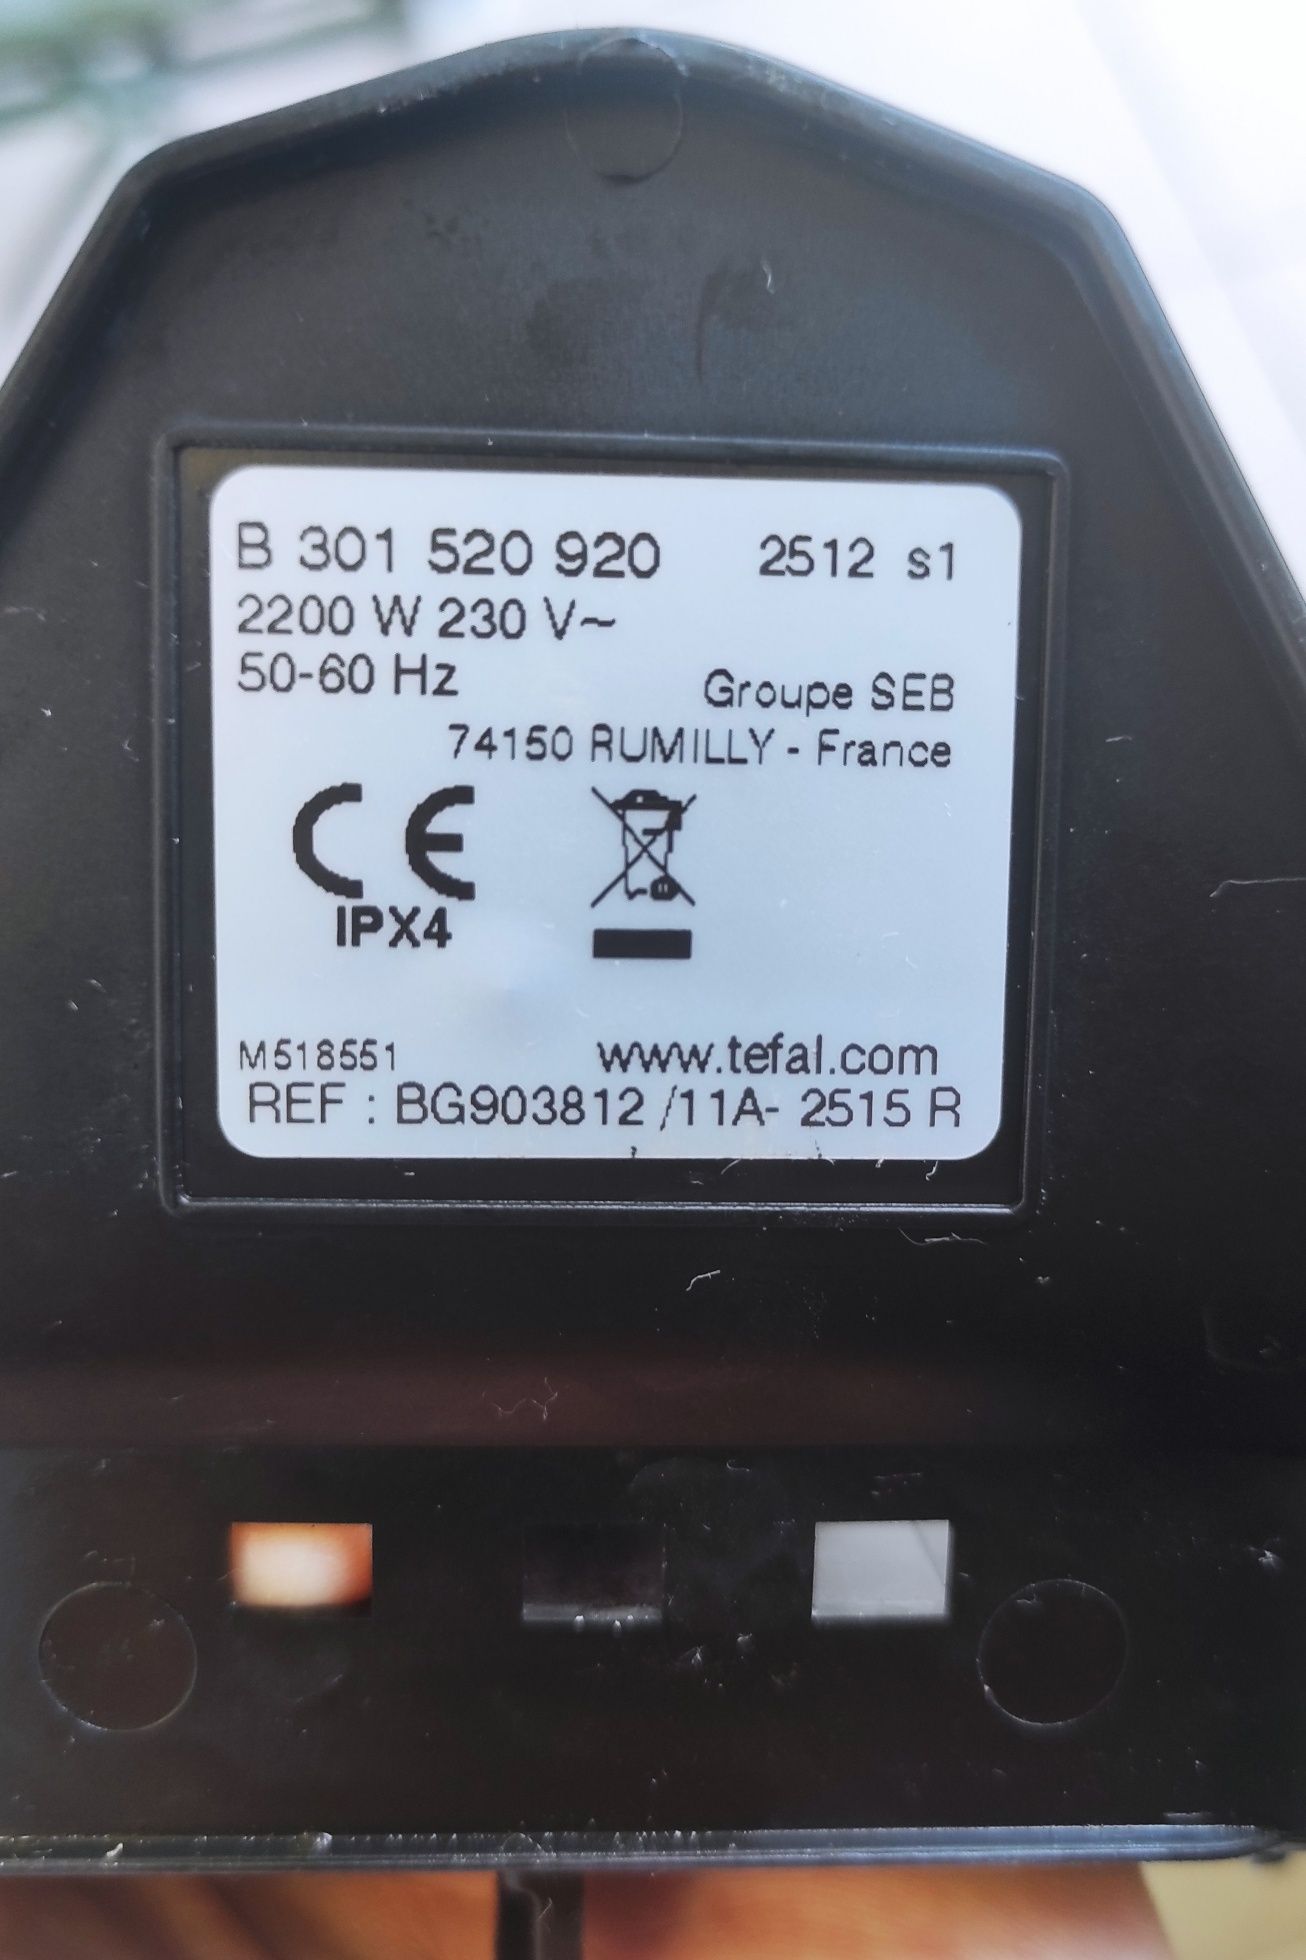 B 301 520 920 2512 s1
2200 W 230 V~
50-60 Hz
Groupe SEB
74150 RUMILLY - France
CE
IPX4
M518551
www.tefal.com
REF : BG903812 /11A- 2515 R